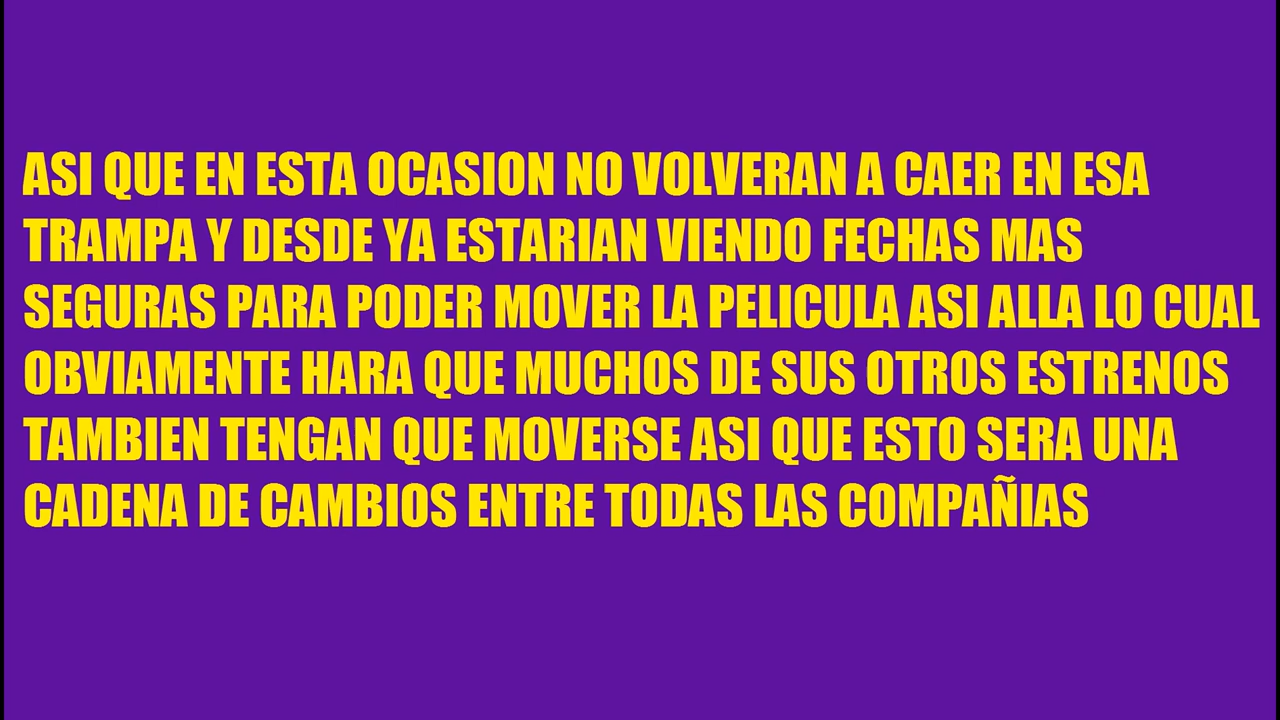 ASI QUE EN ESTA OCASION NO VOLVERAN A CAER EN ESA
TRAMPA Y DESDE YA ESTARIAN VIENDO FECHAS MAS
SEGURAS PARA PODER MOVER LA PELICULA ASI ALLA LO CUAL
OBVIAMENTE HARA QUE MUCHOS DE SUS OTROS ESTRENOS
TAMBIEN TENGAN QUE MOVERSE ASI QUE ESTO SERA UNA
CADENA DE CAMBIOS ENTRE TODAS LAS COMPAÑIAS